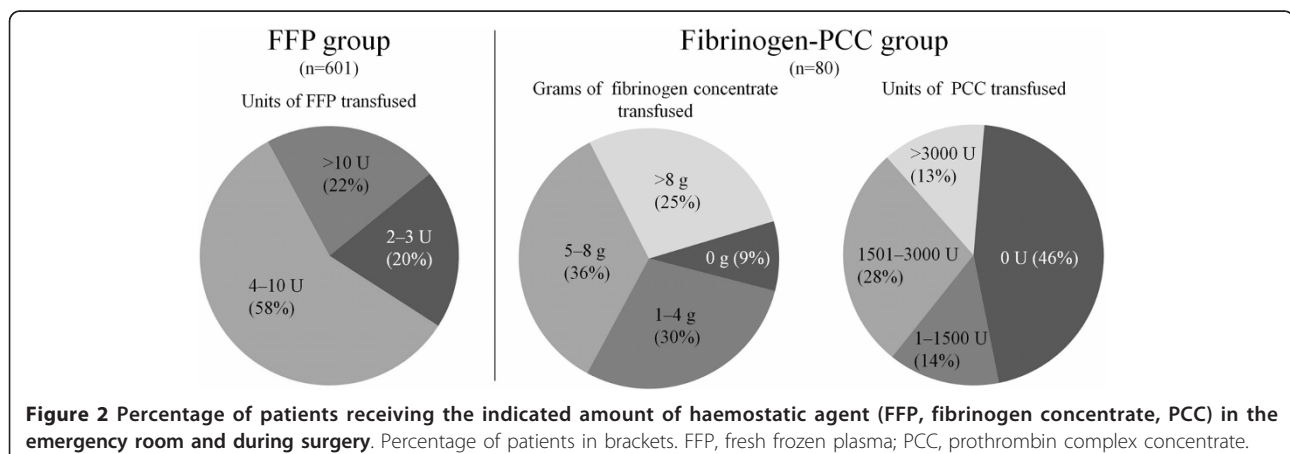 FFP group
(n=601)
Units of FFP transfused
>10 U
(22%)
2–3 U
(20%)
4–10 U
(58%)
Fibrinogen-PCC group
(n=80)
Grams of fibrinogen concentrate
transfused
>8 g
(25%)
0 g (9%)
5–8 g
(36%)
1–4 g
(30%)
Units of PCC transfused
>3000 U
(13%)
1501–3000 U
(28%)
0 U (46%)
1–1500 U
(14%)
Figure 2 Percentage of patients receiving the indicated amount of haemostatic agent (FFP, fibrinogen concentrate, PCC) in the
emergency room and during surgery. Percentage of patients in brackets. FFP, fresh frozen plasma; PCC, prothrombin complex concentrate.